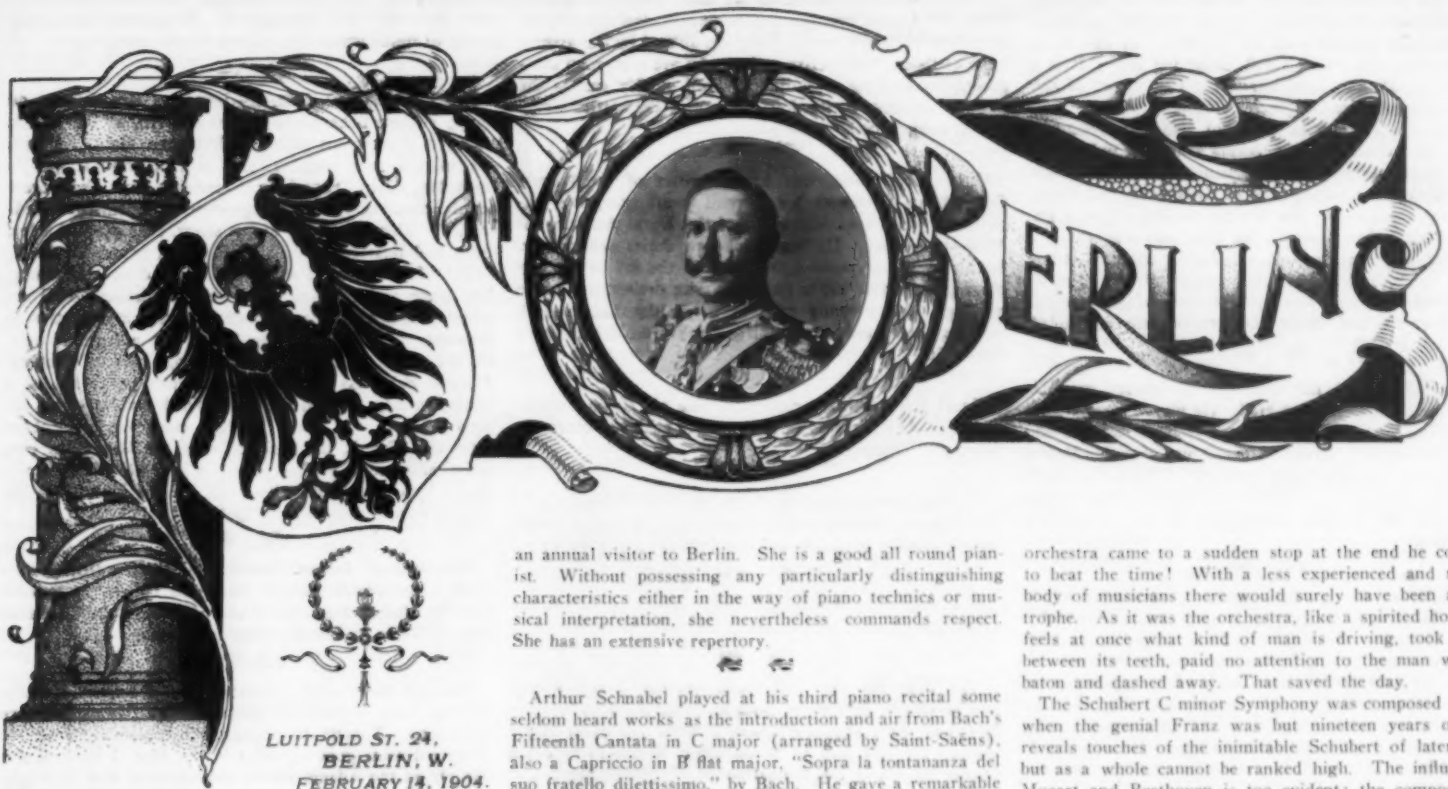 BERLIN
LUITPOLD ST. 24,
BERLIN, W.
FEBRUARY 14, 1904.
an annual visitor to Berlin. She is a good all round pian-
ist. Without possessing any particularly distinguishing
characteristics either in the way of piano technics or mu-
sical interpretation, she nevertheless commands respect.
She has an extensive repertory.
Arthur Schnabel played at his third piano recital some
seldom heard works as the introduction and air from Bach's
Fifteenth Cantata in C major (arranged by Saint-Saëns),
also a Capriccio in B flat major, "Sopra la tontananza del
suo fratello dilettissimo," by Bach. He gave a remarkable
orchestra came to a sudden stop at the end he co
to beat the time! With a less experienced and
body of musicians there would surely have been a
trophe. As it was the orchestra, like a spirited ho
feels at once what kind of man is driving, took
between its teeth, paid no attention to the man w
baton and dashed away. That saved the day.
The Schubert C minor Symphony was composed
when the genial Franz was but nineteen years o
reveals touches of the inimitable Schubert of later
but as a whole cannot be ranked high. The influ